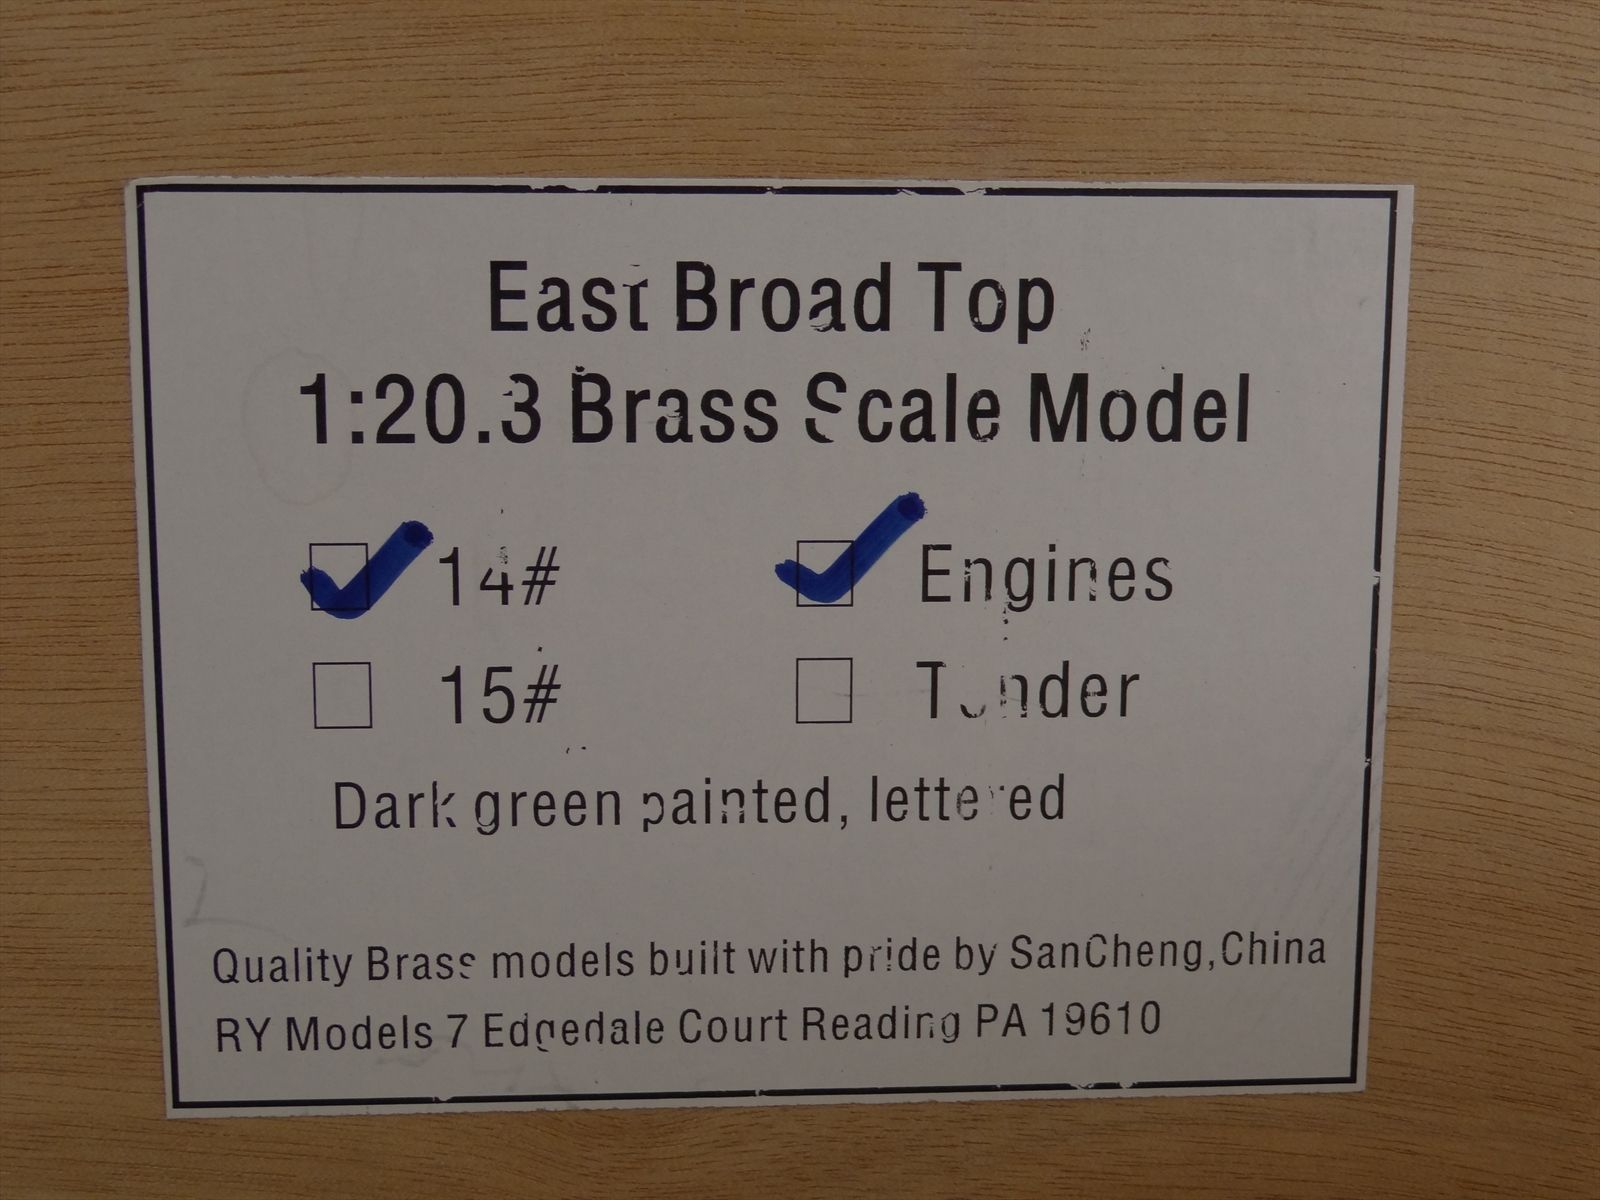 East Broad Top
1:20.3 Brass Scale Model
14# Engines
15# Tender
Dark green painted, lettered
Quality Brass models built with pride by SanCheng,China
RY Models 7 Edgedale Court Reading PA 19610